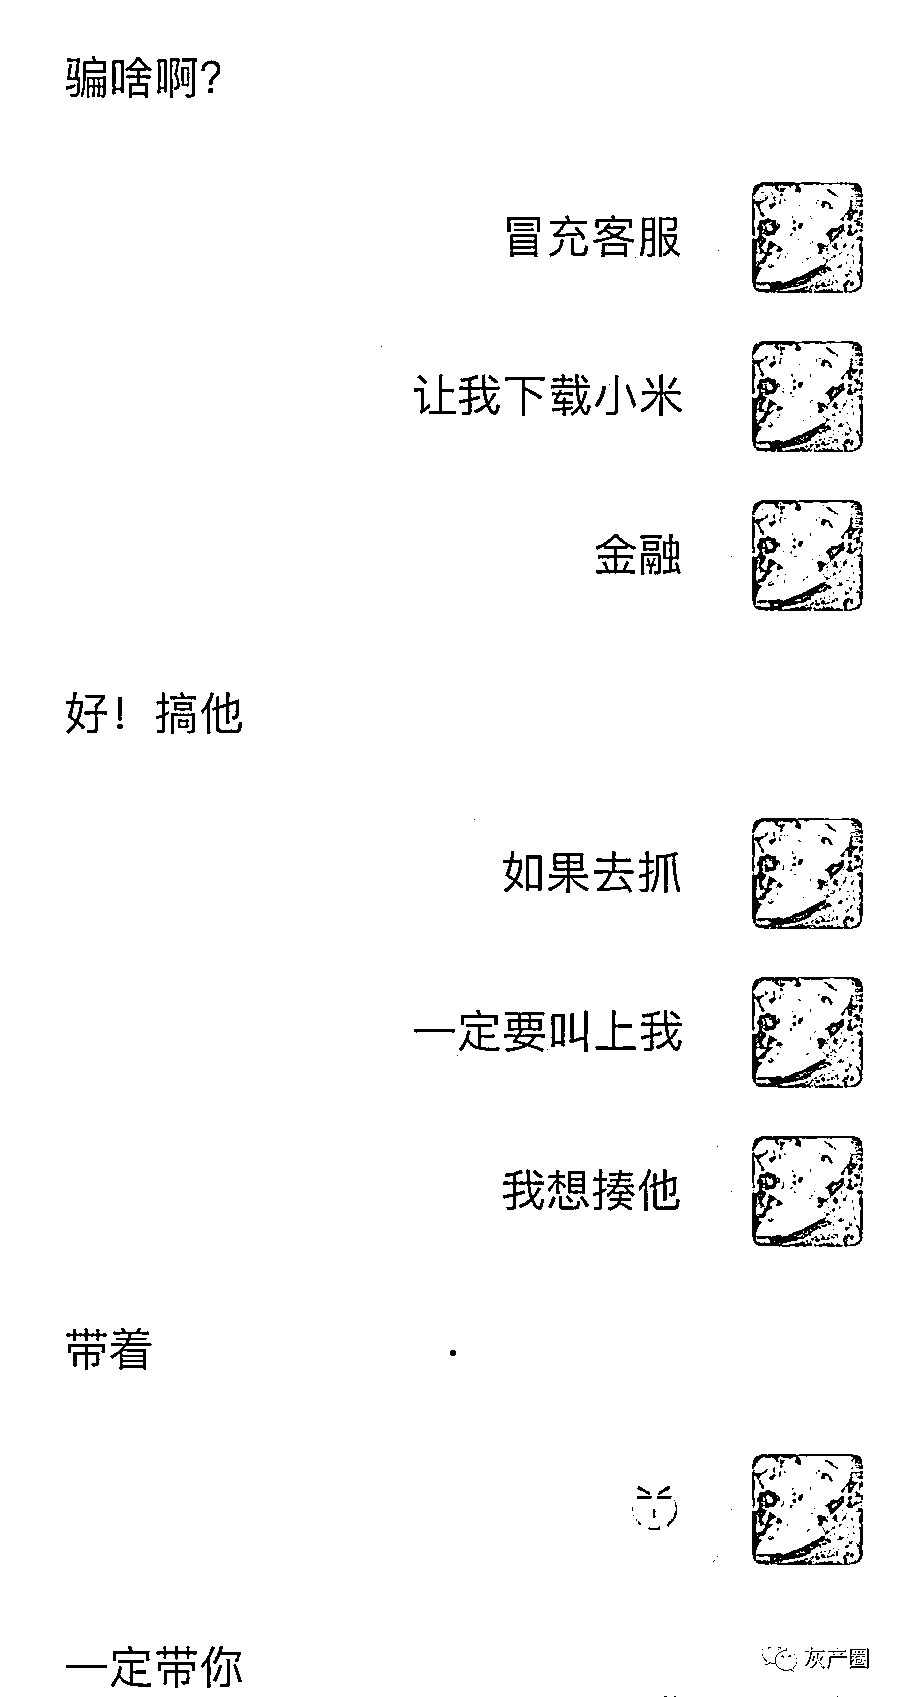 骗啥啊？
冒充客服
让我下载小米
金融
好！搞他
如果去抓
一定要叫上我
我想揍他
带着
一定带你
灰产圈